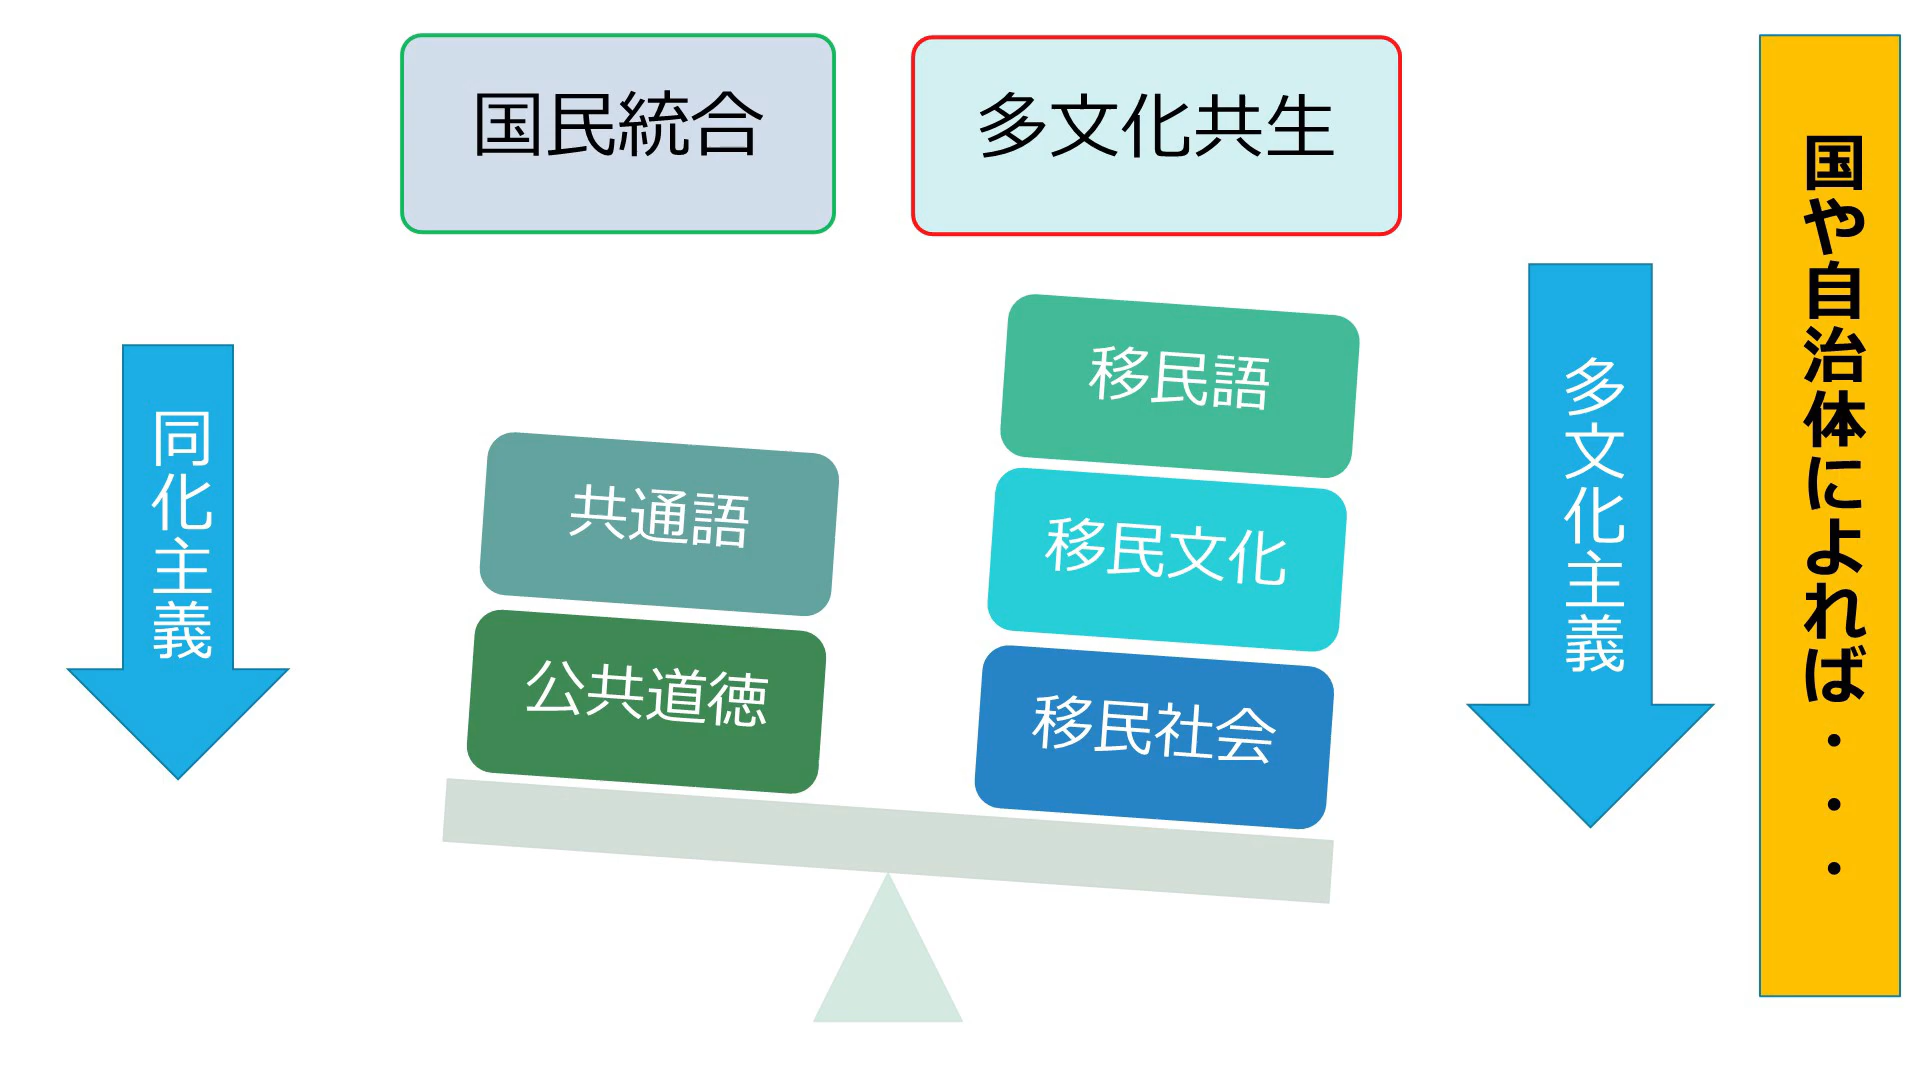 国民統合
多文化共生
同化主義
共通語
公共道徳
移民語
移民文化
移民社会
多文化主義
国や自治体によれば・・・